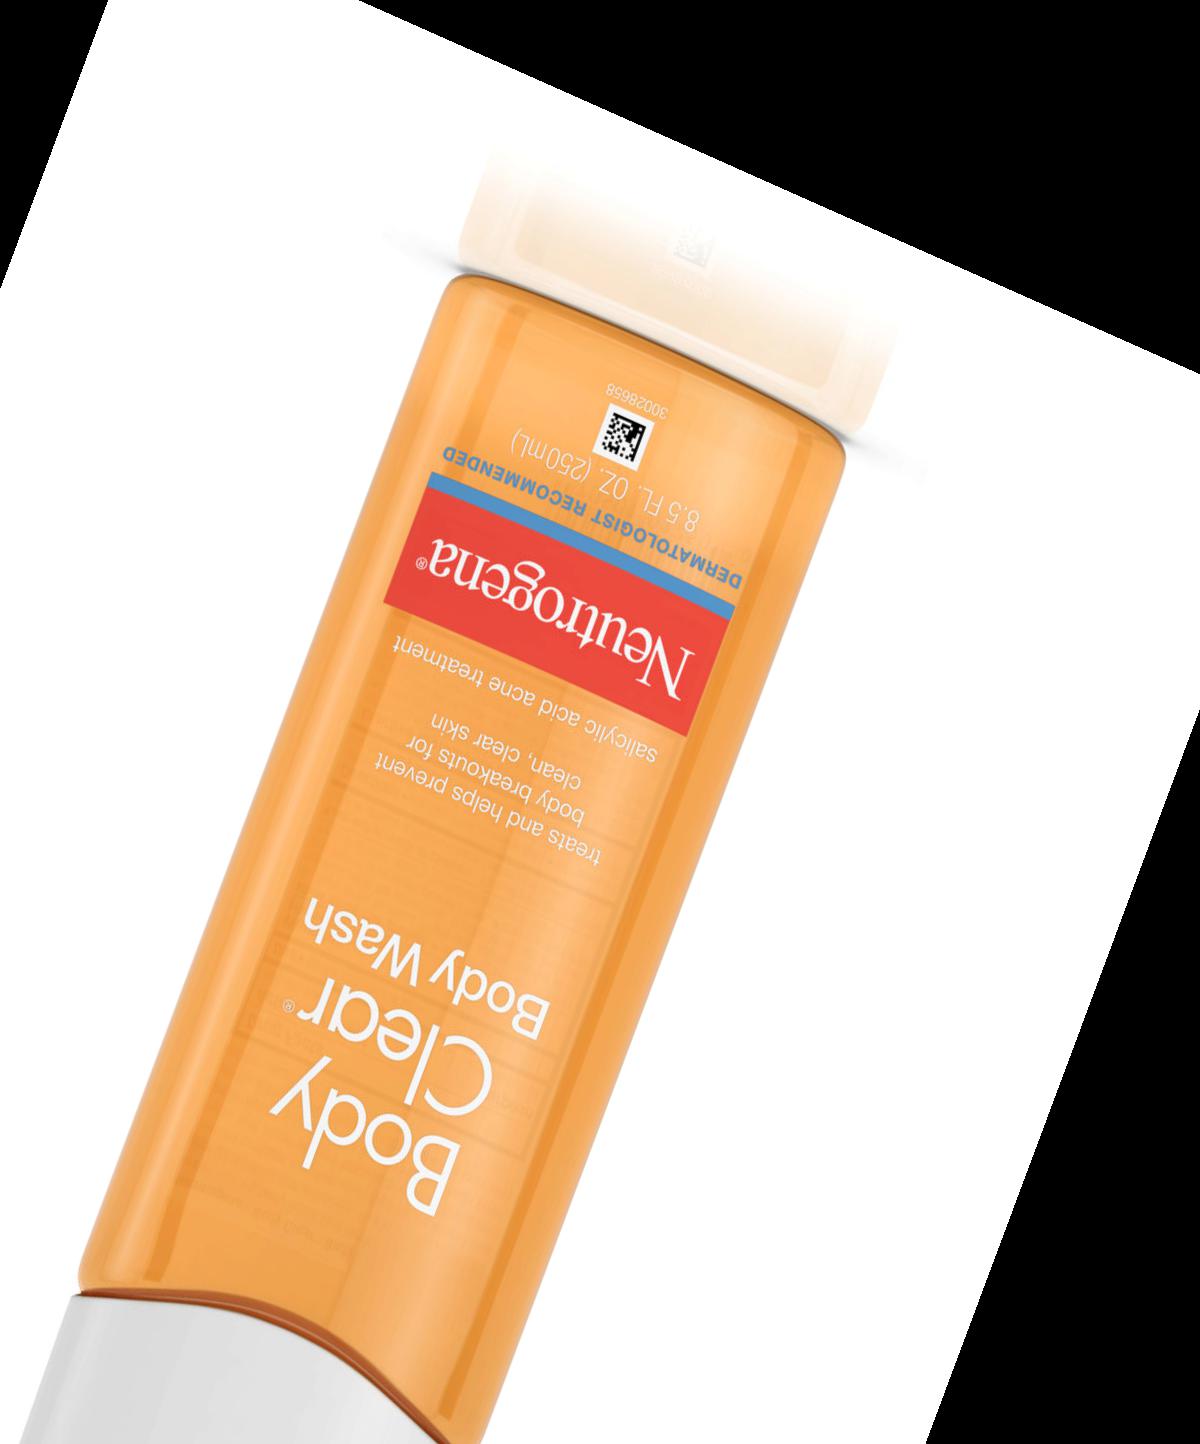 Body
Clear®
Body Wash
treats and helps prevent
body breakouts for
clean, clear skin
salicylic acid acne treatment
Neutrogena®
DERMATOLOGIST RECOMMENDED
8.5 FL. OZ. (250mL)
30028658